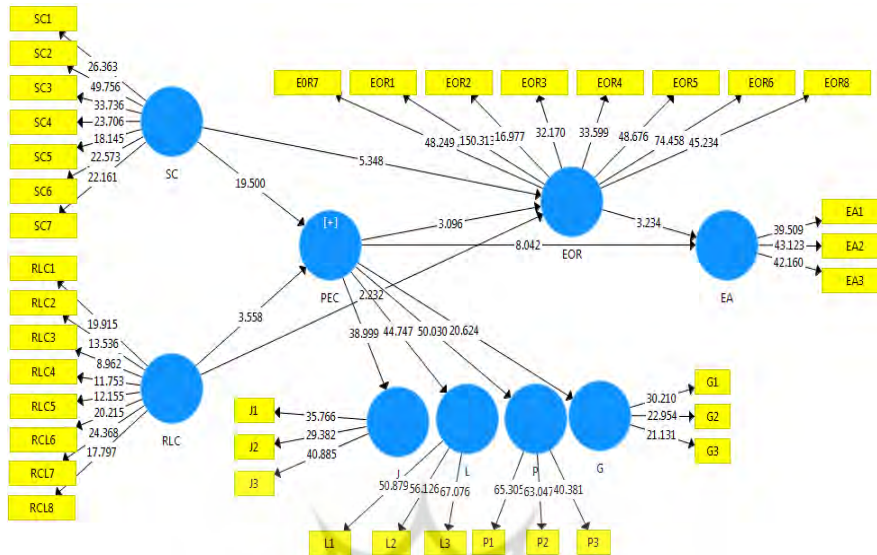 SC1
SC2
SC3
SC4
SC5
SC6
SC7
26.363
49.756
33.736
23.706
18.145
22.573
22.161
SC
E0R7
EOR1
EOR2
EOR3
EOR4
EOR5
EOR6
EOR8
48.249
150.313
16.977
32.170
33.599
48.676
74.458
45.234
5.348
19.500
EOR
[+]
PEC
3.096
8.042
3.234
EA
EA1
EA2
EA3
39.509
43.123
42.160
RLC1
RLC2
RLC3
RLC4
RLC5
RCL6
RCL7
RCL8
19.915
13.536
8.962
11.753
12.155
20.215
24.368
17.797
RLC
3.558
2.232
38.999
44.747
50.030
20.624
J1
J2
J3
35.766
29.382
40.885
J
L
P
G
30.210
22.954
21.131
G1
G2
G3
50.879
56.126
67.076
65.305
63.047
40.381
L1
L2
L3
P1
P2
P3